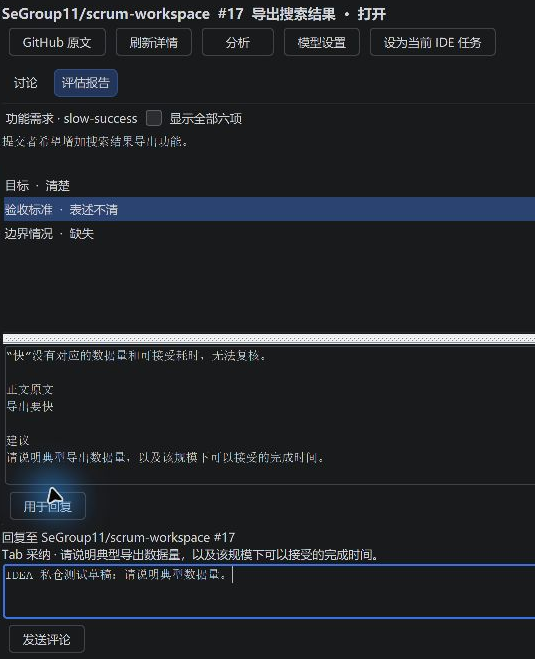 SeGroup11/scrum-workspace #17 导出搜索结果 · 打开
GitHub 原文 刷新详情 分析 模型设置 设为当前 IDE 任务
讨论 评估报告
功能需求 · slow-success 显示全部六项
提交者希望增加搜索结果导出功能。
目标 · 清楚
验收标准 · 表述不清
边界情况 · 缺失
“快”没有对应的数据量和可接受耗时，无法复核。
正文原文
导出要快
建议
请说明典型导出数据量，以及该规模下可以接受的完成时间。
用于回复
回复至 SeGroup11/scrum-workspace #17
Tab 采纳 · 请说明典型导出数据量，以及该规模下可以接受的完成时间。
IDEA 私仓测试草稿：请说明典型数据量。
发送评论